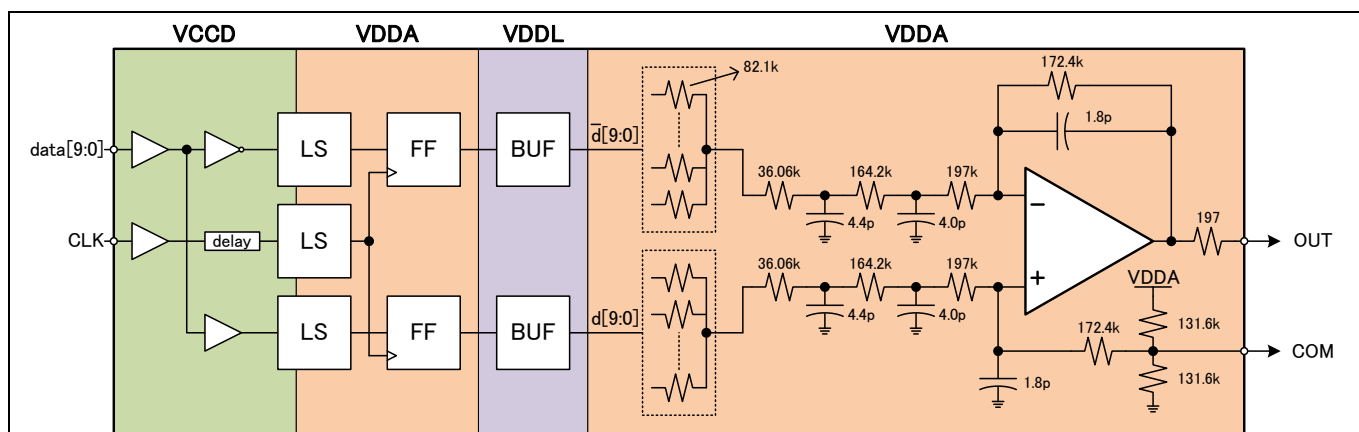 VCCD
VDDA
VDDL
VDDA
82.1k
172.4k
1.8p
data[9:0]
LS
FF
BUF
d̅[9:0]
36.06k
164.2k
197k
4.4p
4.0p
−
197
CLK
delay
LS
OUT
36.06k
164.2k
197k
+
VDDA
4.4p
4.0p
131.6k
LS
FF
BUF
d[9:0]
172.4k
COM
1.8p
131.6k